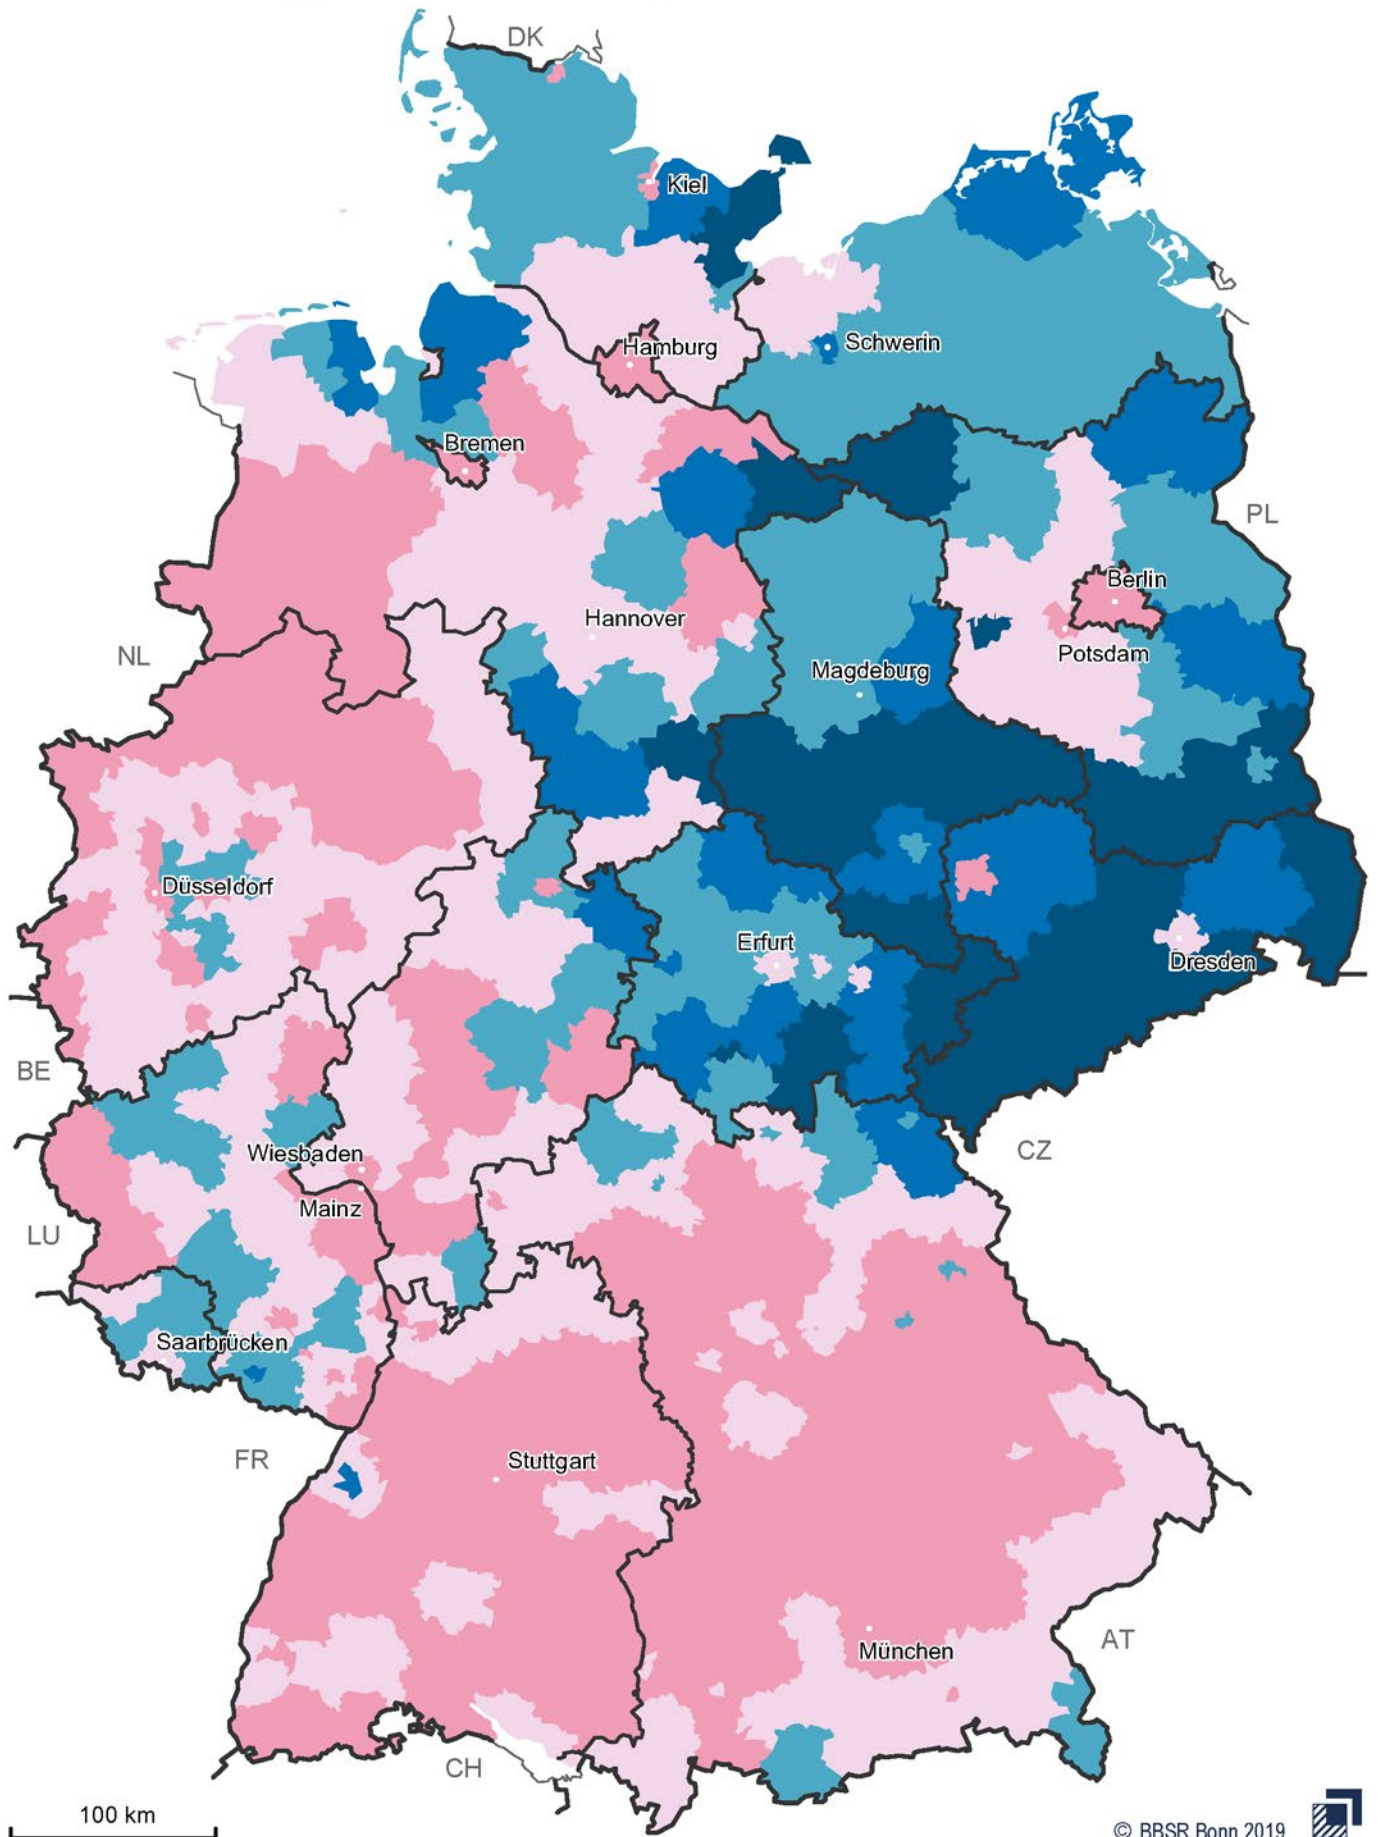 DK
Kiel
Schwerin
Hamburg
Bremen
PL
Berlin
Hannover
Potsdam
NL
Magdeburg
Düsseldorf
Erfurt
Dresden
BE
CZ
Wiesbaden
Mainz
LU
Saarbrücken
FR
Stuttgart
AT
München
CH
100 km
© BBSR Bonn 2019